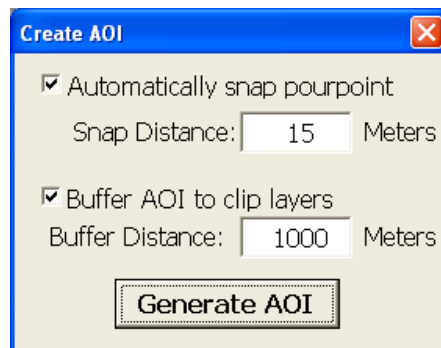 Create AOI
Automatically snap pourpoint
Snap Distance: 15 Meters
Buffer AOI to clip layers
Buffer Distance: 1000 Meters
Generate AOI